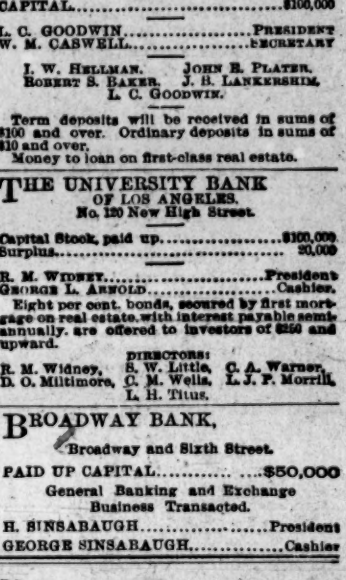 CAPITAL..................$100,000
L. C. GOODWIN..................PRESIDENT
W. M. CASWELL..................SECRETARY
I. W. HELLMAN, JOHN E. PLATER,
ROBERT S. BAKER, J. B. LANKERSHIM,
L. C. GOODWIN.
Term deposits will be received in sums of
$100 and over. Ordinary deposits in sums of
$10 and over.
Money to loan on first-class real estate.
THE UNIVERSITY BANK
OF LOS ANGELES.
No. 120 New High Street.
Capital Stock, paid up..................$100,000
Surplus..................20,000
R. M. WIDNEY..................President
GEORGE L. ARNOLD..................Cashier.
Eight per cent. bonds, secured by first mort-
gage on real estate, with interest payable semi-
annually, are offered to investors of $250 and
upward.
DIRECTORS:
R. M. Widney, S. W. Little, C. A. Warner,
D. O. Miltimore, C. M. Wells, L. J. P. Morrill,
L. H. Titus.
BROADWAY BANK,
Broadway and Sixth Street.
PAID UP CAPITAL..................$50,000
General Banking and Exchange
Business Transacted.
H. SINSABAUGH..................President
GEORGE SINSABAUGH..................Cashier